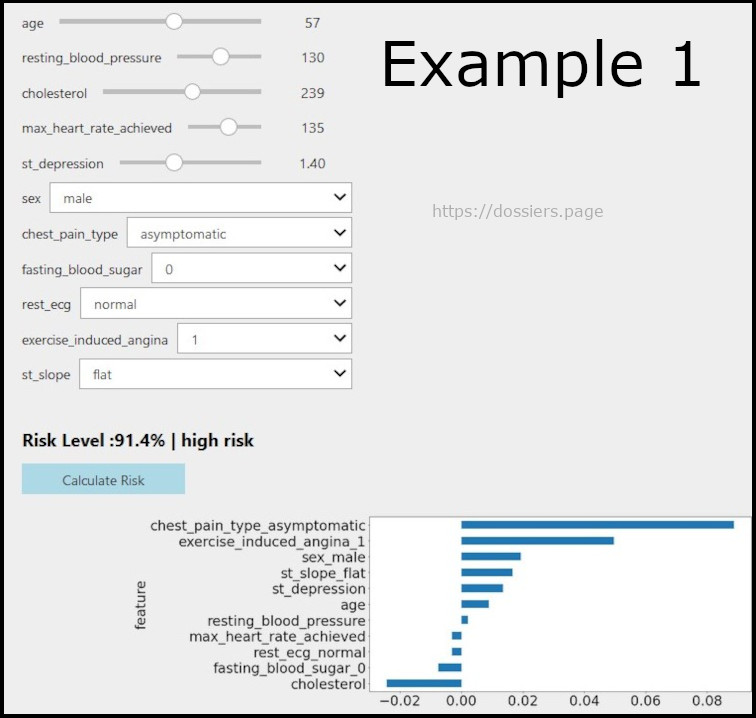 age 57
Example 1
resting_blood_pressure 130
cholesterol 239
max_heart_rate_achieved 135
st_depression 1.40
sex male
https://dossiers.page
chest_pain_type asymptomatic
fasting_blood_sugar 0
rest_ecg normal
exercise_induced_angina 1
st_slope flat
Risk Level :91.4% | high risk
Calculate Risk
feature
chest_pain_type_asymptomatic
exercise_induced_angina_1
sex_male
st_slope_flat
st_depression
age
resting_blood_pressure
max_heart_rate_achieved
rest_ecg_normal
fasting_blood_sugar_0
cholesterol
−0.02 0.00 0.02 0.04 0.06 0.08